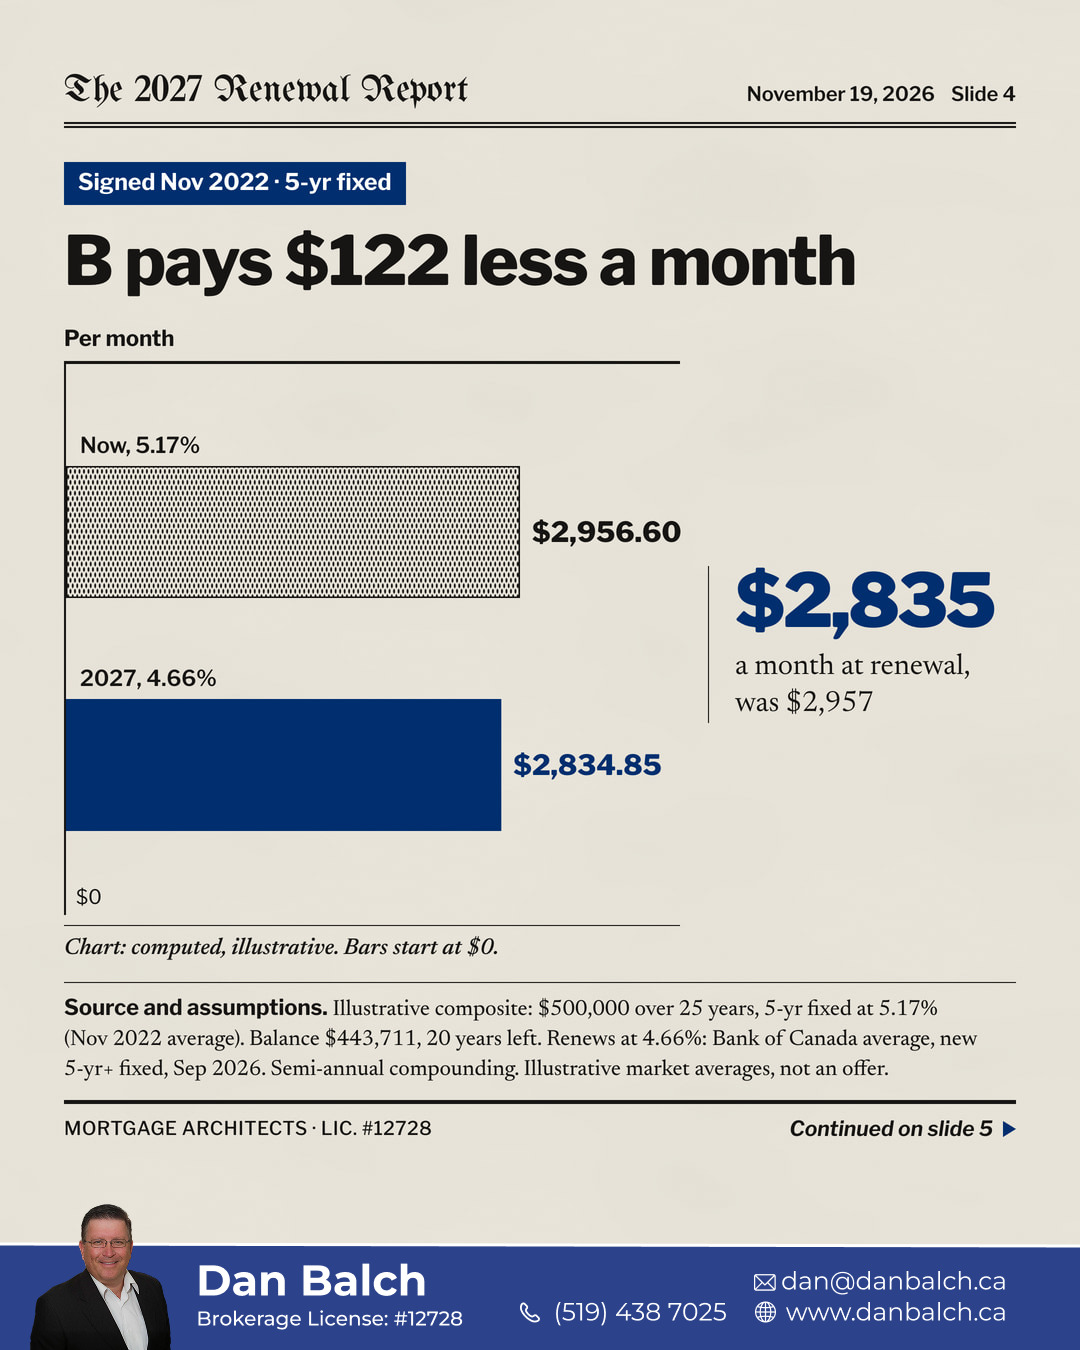 The 2027 Renewal Report
November 19, 2026 Slide 4
Signed Nov 2022 · 5-yr fixed
B pays $122 less a month
Per month
Now, 5.17%
$2,956.60
2027, 4.66%
$2,834.85
$0
$2,835
a month at renewal,
was $2,957
Chart: computed, illustrative. Bars start at $0.
Source and assumptions. Illustrative composite: $500,000 over 25 years, 5-yr fixed at 5.17%
(Nov 2022 average). Balance $443,711, 20 years left. Renews at 4.66%: Bank of Canada average, new
5-yr+ fixed, Sep 2026. Semi-annual compounding. Illustrative market averages, not an offer.
MORTGAGE ARCHITECTS · LIC. #12728
Continued on slide 5
Dan Balch
Brokerage License: #12728
(519) 438 7025
dan@danbalch.ca
www.danbalch.ca